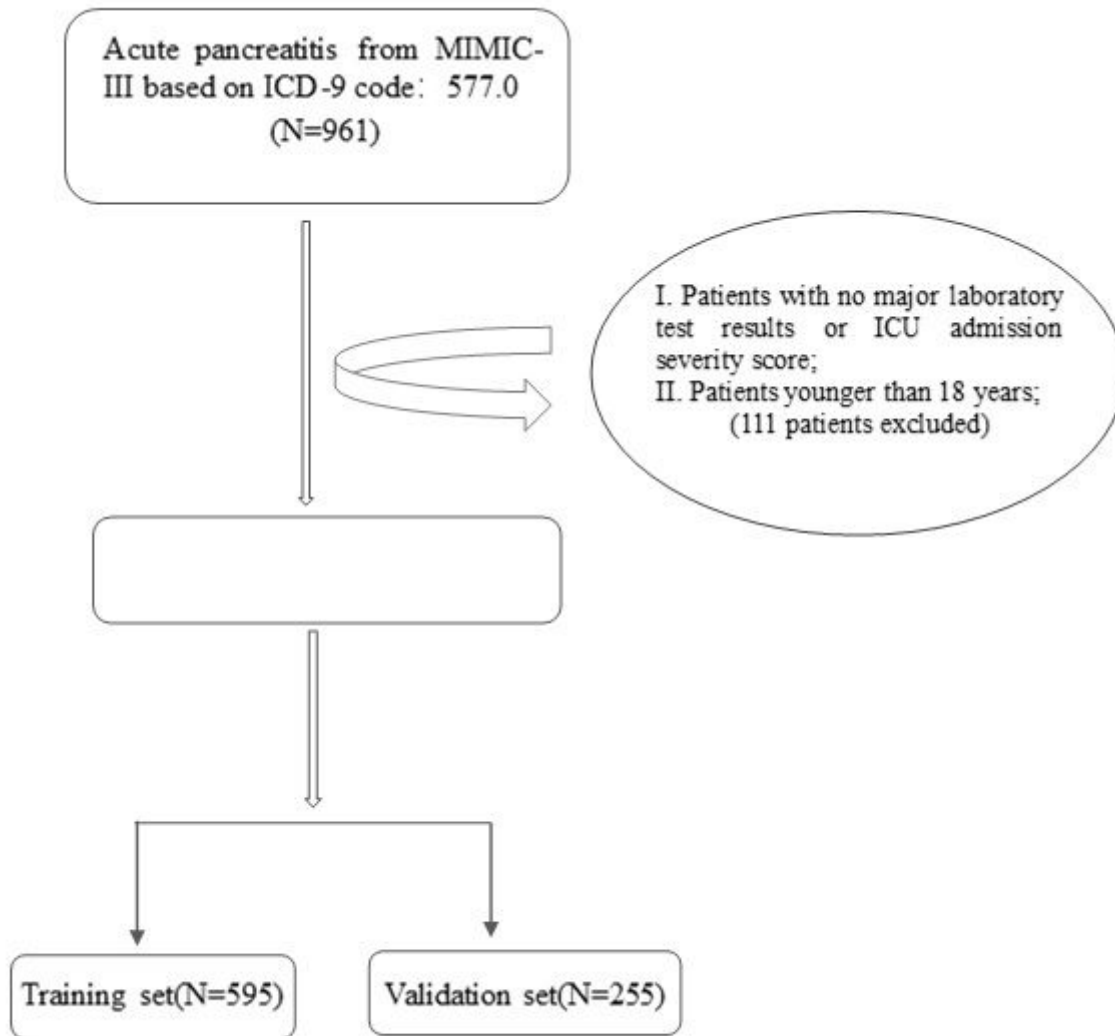 Acute pancreatitis from MIMIC-
III based on ICD-9 code： 577.0
(N=961)
I. Patients with no major laboratory
test results or ICU admission
severity score;
II. Patients younger than 18 years;
(111 patients excluded)
Training set(N=595)
Validation set(N=255)